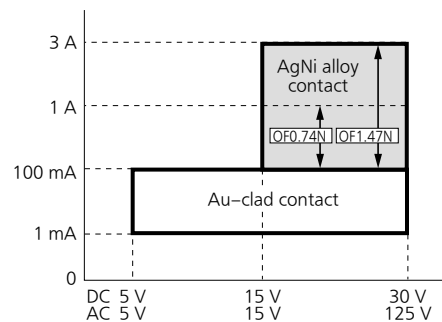 3 A
AgNi alloy
contact
1 A
OF0.74N OF1.47N
100 mA
Au–clad contact
1 mA
0
DC 5 V 15 V 30 V
AC 5 V 15 V 125 V